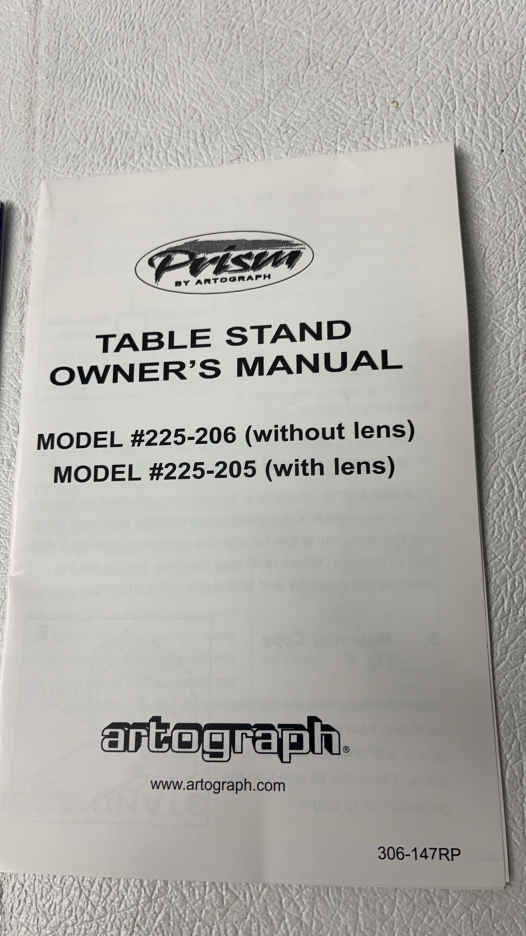 Prism
BY ARTOGRAPH
TABLE STAND
OWNER'S MANUAL
MODEL #225-206 (without lens)
MODEL #225-205 (with lens)
artograph®
www.artograph.com
306-147RP